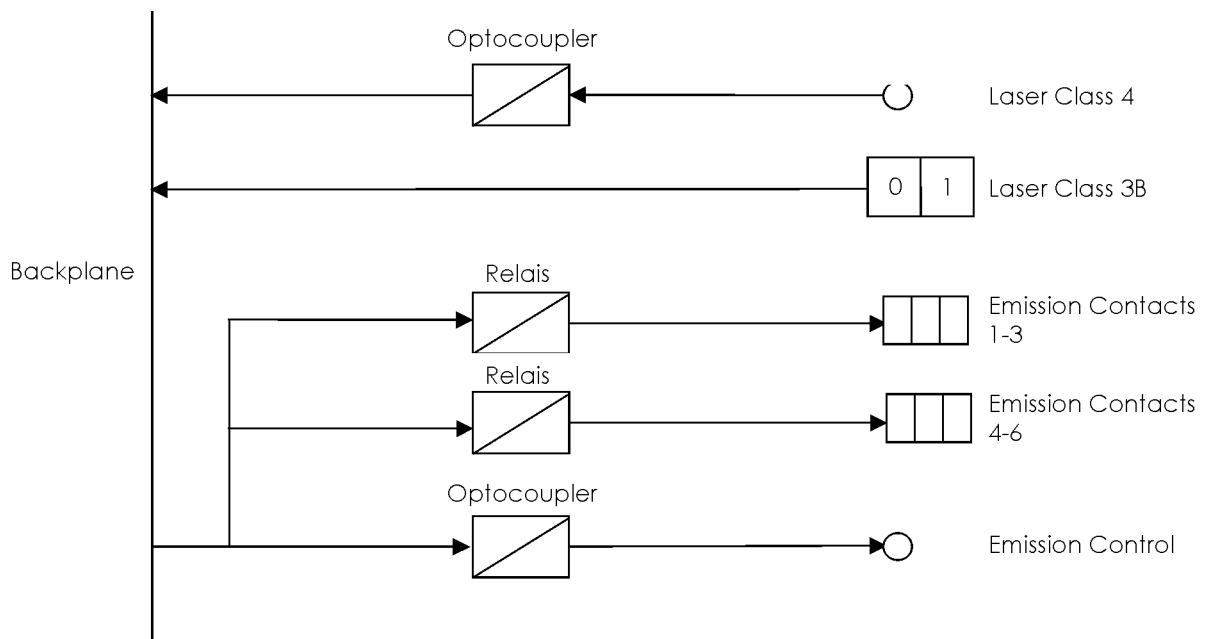 Optocoupler
Laser Class 4
0 1 Laser Class 3B
Backplane
Relais
Emission Contacts
1-3
Relais
Emission Contacts
4-6
Optocoupler
Emission Control